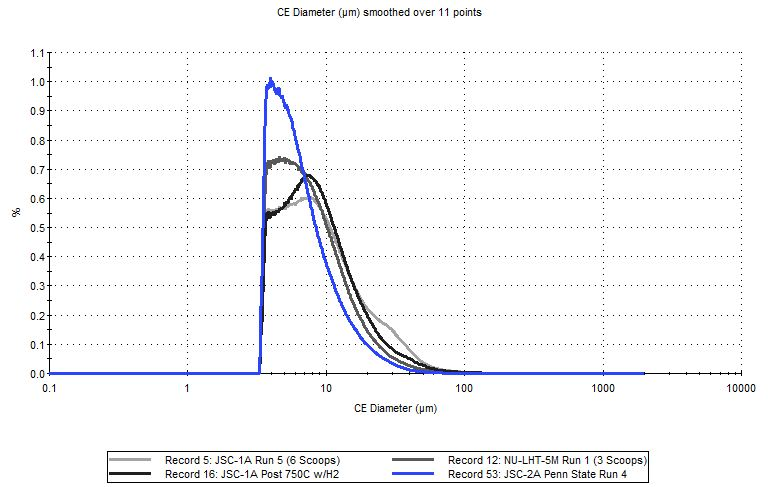 CE Diameter (µm) smoothed over 11 points
1.1
1.0
0.9
0.8
0.7
0.6
0.5
0.4
0.3
0.2
0.1
0.0
%
0.1 1 10 100 1000 10000
CE Diameter (µm)
Record 5: JSC-1A Run 5 (6 Scoops) Record 12: NU-LHT-5M Run 1 (3 Scoops)
Record 16: JSC-1A Post 750C w/H2 Record 53: JSC-2A Penn State Run 4